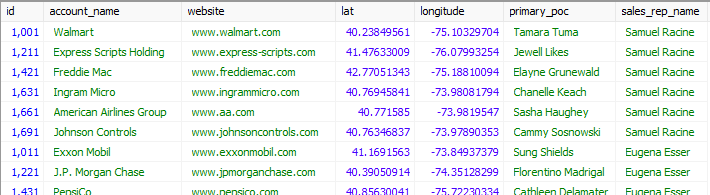 id account_name website lat longitude primary_poc sales_rep_name
1,001 Walmart www.walmart.com 40.23849561 -75.10329704 Tamara Tuma Samuel Racine
1,211 Express Scripts Holding www.express-scripts.com 41.47633009 -76.07993254 Jewell Likes Samuel Racine
1,421 Freddie Mac www.freddiemac.com 42.77051343 -75.18810094 Elayne Grunewald Samuel Racine
1,631 Ingram Micro www.ingrammicro.com 40.76945841 -73.98081794 Chanelle Keach Samuel Racine
1,661 American Airlines Group www.aa.com 40.771585 -73.9819547 Sasha Haughey Samuel Racine
1,691 Johnson Controls www.johnsoncontrols.com 40.76346837 -73.97890353 Cammy Sosnowski Samuel Racine
1,011 Exxon Mobil www.exxonmobil.com 41.1691563 -73.84937379 Sung Shields Eugena Esser
1,221 J.P. Morgan Chase www.jpmorganchase.com 40.39050914 -74.35128299 Florentino Madrigal Eugena Esser
1,431 PepsiCo www.pepsico.com 40.85630041 -75.72230334 Cathleen Delamater Eugena Esser